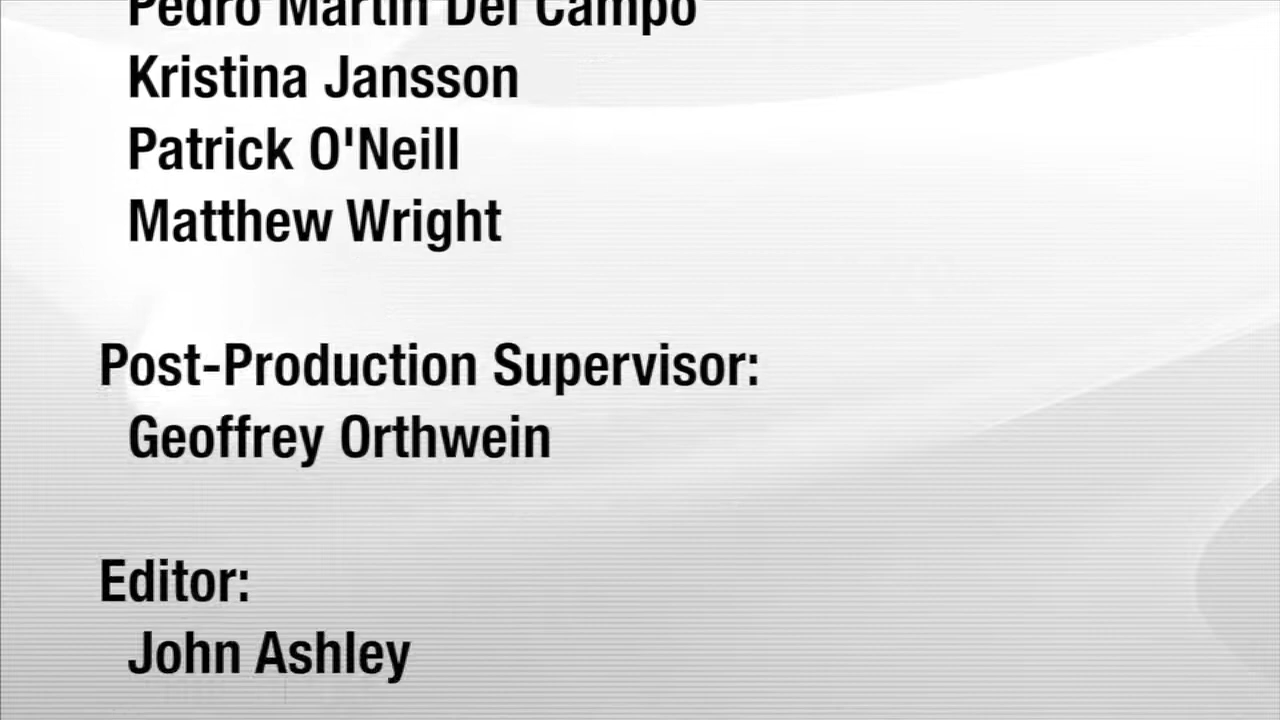 Pedro Martin Del Campo
Kristina Jansson
Patrick O'Neill
Matthew Wright
Post-Production Supervisor:
Geoffrey Orthwein
Editor:
John Ashley